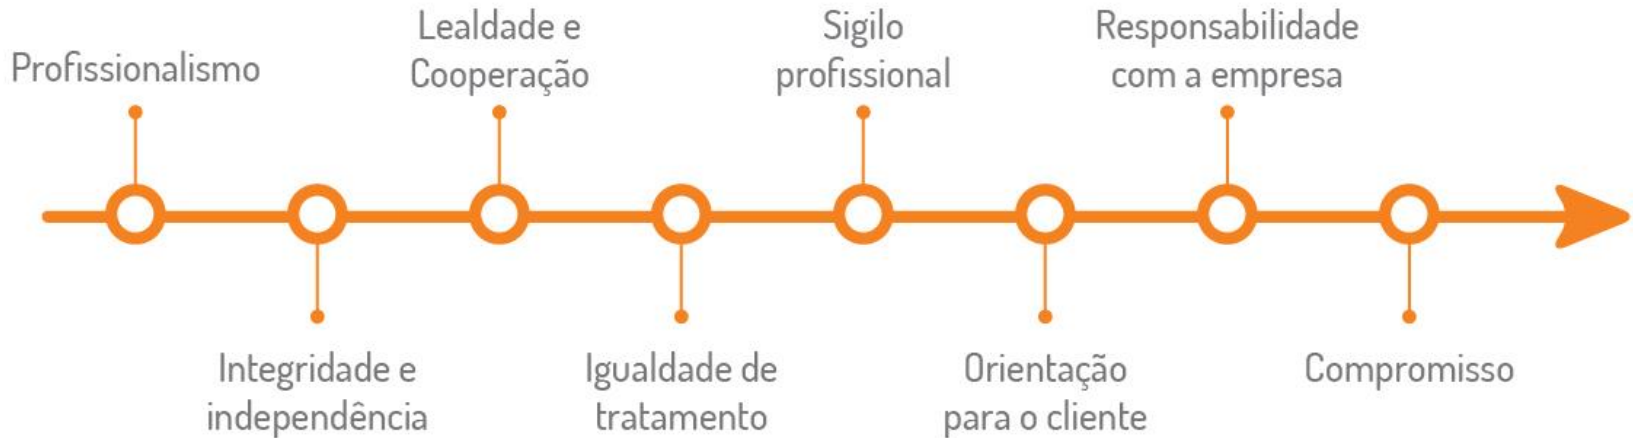 Profissionalismo
Integridade e
independência
Lealdade e
Cooperação
Igualdade de
tratamento
Sigilo
profissional
Orientação
para o cliente
Responsabilidade
com a empresa
Compromisso